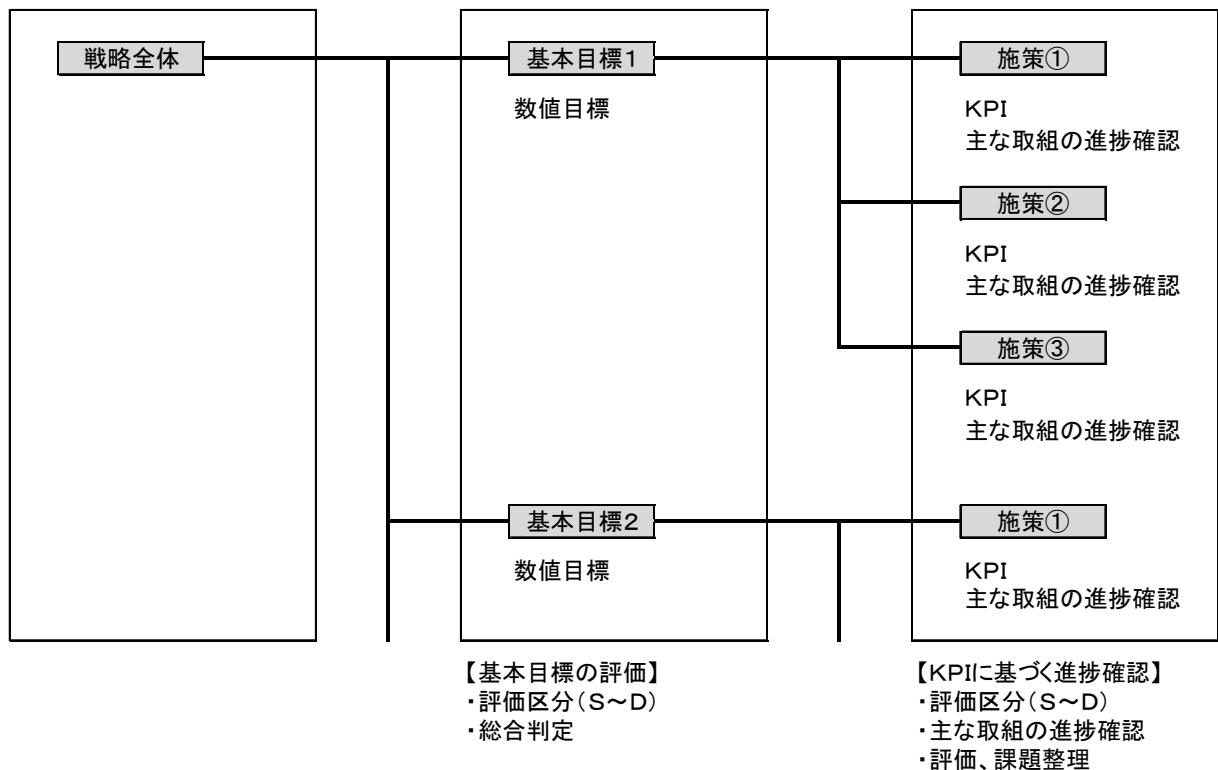 戦略全体
基本目標1
数値目標
施策①
KPI
主な取組の進捗確認
施策②
KPI
主な取組の進捗確認
施策③
KPI
主な取組の進捗確認
基本目標2
数値目標
施策①
KPI
主な取組の進捗確認
【基本目標の評価】
・評価区分(S~D)
・総合判定
【KPIに基づく進捗確認】
・評価区分(S~D)
・主な取組の進捗確認
・評価、課題整理